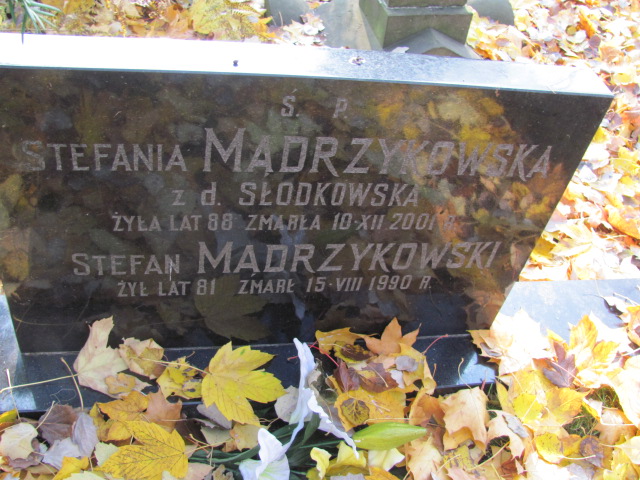 Ś. P.
STEFANIA MĄDRZYKOWSKA
z d. SŁODKOWSKA
ŻYŁA LAT 88 ZMARŁA 10·XII 2001 R.
STEFAN MĄDRZYKOWSKI
ŻYŁ LAT 81 ZMARŁ 15·VIII 1990 R.